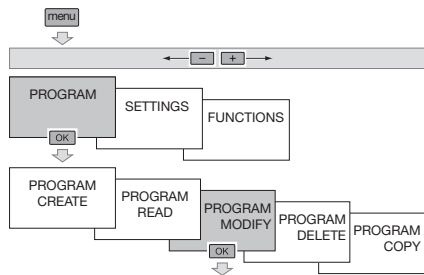 menu
− +
PROGRAM
SETTINGS
FUNCTIONS
OK
PROGRAM
CREATE
PROGRAM
READ
PROGRAM
MODIFY
PROGRAM
DELETE
PROGRAM
COPY
OK